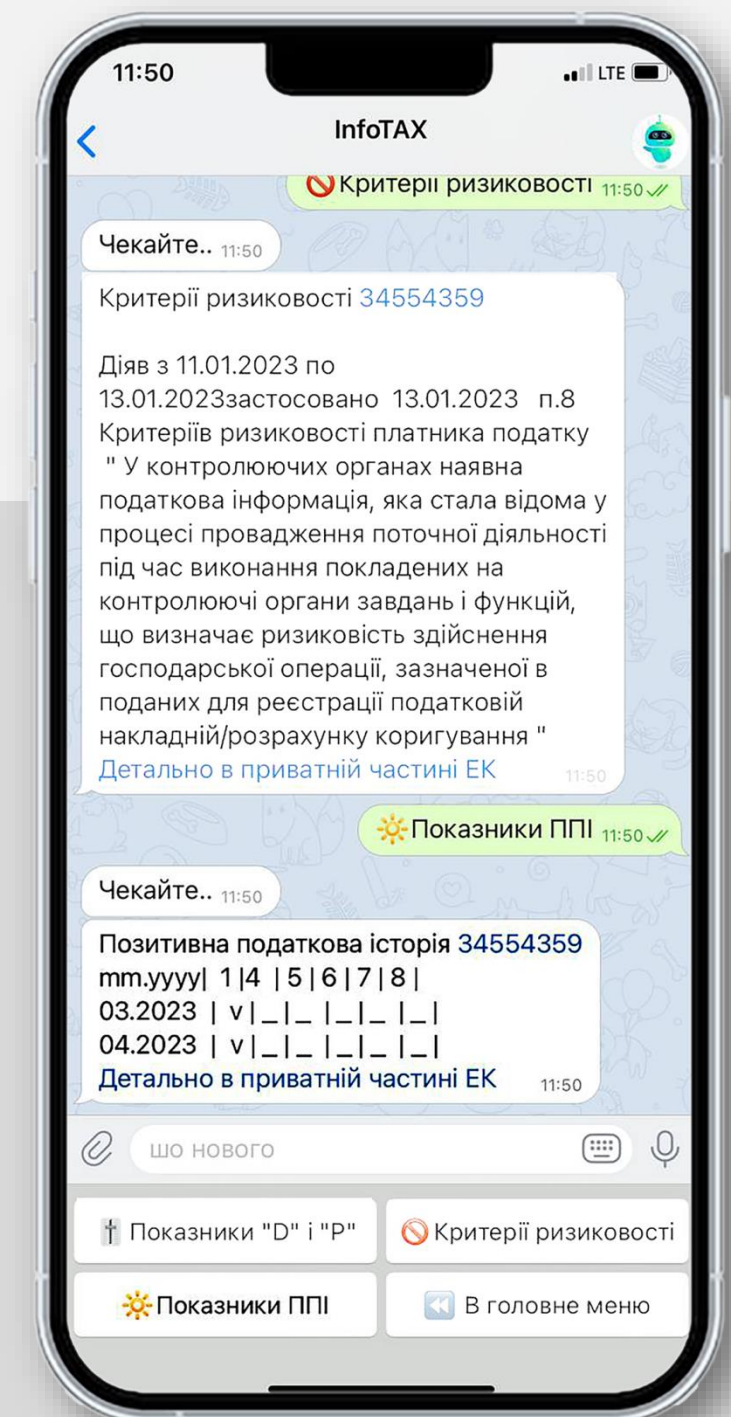 11:50
LTE
InfoTAX
🚫Критерії ризиковості 11:50
Чекайте.. 11:50
Критерії ризиковості 34554359
Діяв з 11.01.2023 по
13.01.2023застосовано 13.01.2023 п.8
Критеріїв ризиковості платника податку
" У контролюючих органах наявна
податкова інформація, яка стала відома у
процесі провадження поточної діяльності
під час виконання покладених на
контролюючі органи завдань і функцій,
що визначає ризиковість здійснення
господарської операції, зазначеної в
поданих для реєстрації податковій
накладній/розрахунку коригування "
Детально в приватній частині ЕК 11:50
🔆Показники ППІ 11:50
Чекайте.. 11:50
Позитивна податкова історія 34554359
mm.yyyy| 1 |4 |5|6|7|8|
03.2023 | v|_|_ |_|_ |_|
04.2023 | v|_|_ |_|_ |_|
Детально в приватній частині ЕК 11:50
шо нового
Показники "D" і "P"
🚫Критерії ризиковості
🔆Показники ППІ
⏪ В головне меню